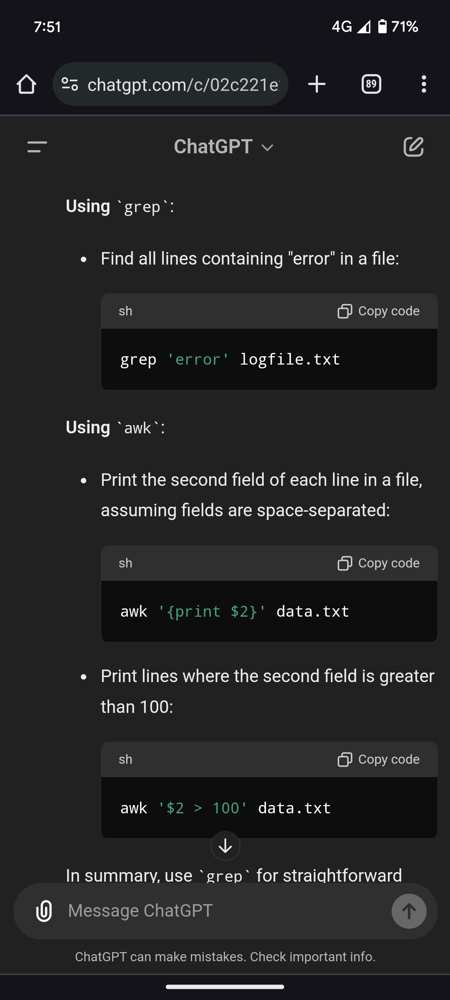 7:51
4G 71%
chatgpt.com/c/02c221e
89
ChatGPT
Using `grep`:
• Find all lines containing "error" in a file:
sh Copy code
grep 'error' logfile.txt
Using `awk`:
• Print the second field of each line in a file,
assuming fields are space-separated:
sh Copy code
awk '{print $2}' data.txt
• Print lines where the second field is greater
than 100:
sh Copy code
awk '$2 > 100' data.txt
In summary, use `grep` for straightforward
Message ChatGPT
ChatGPT can make mistakes. Check important info.